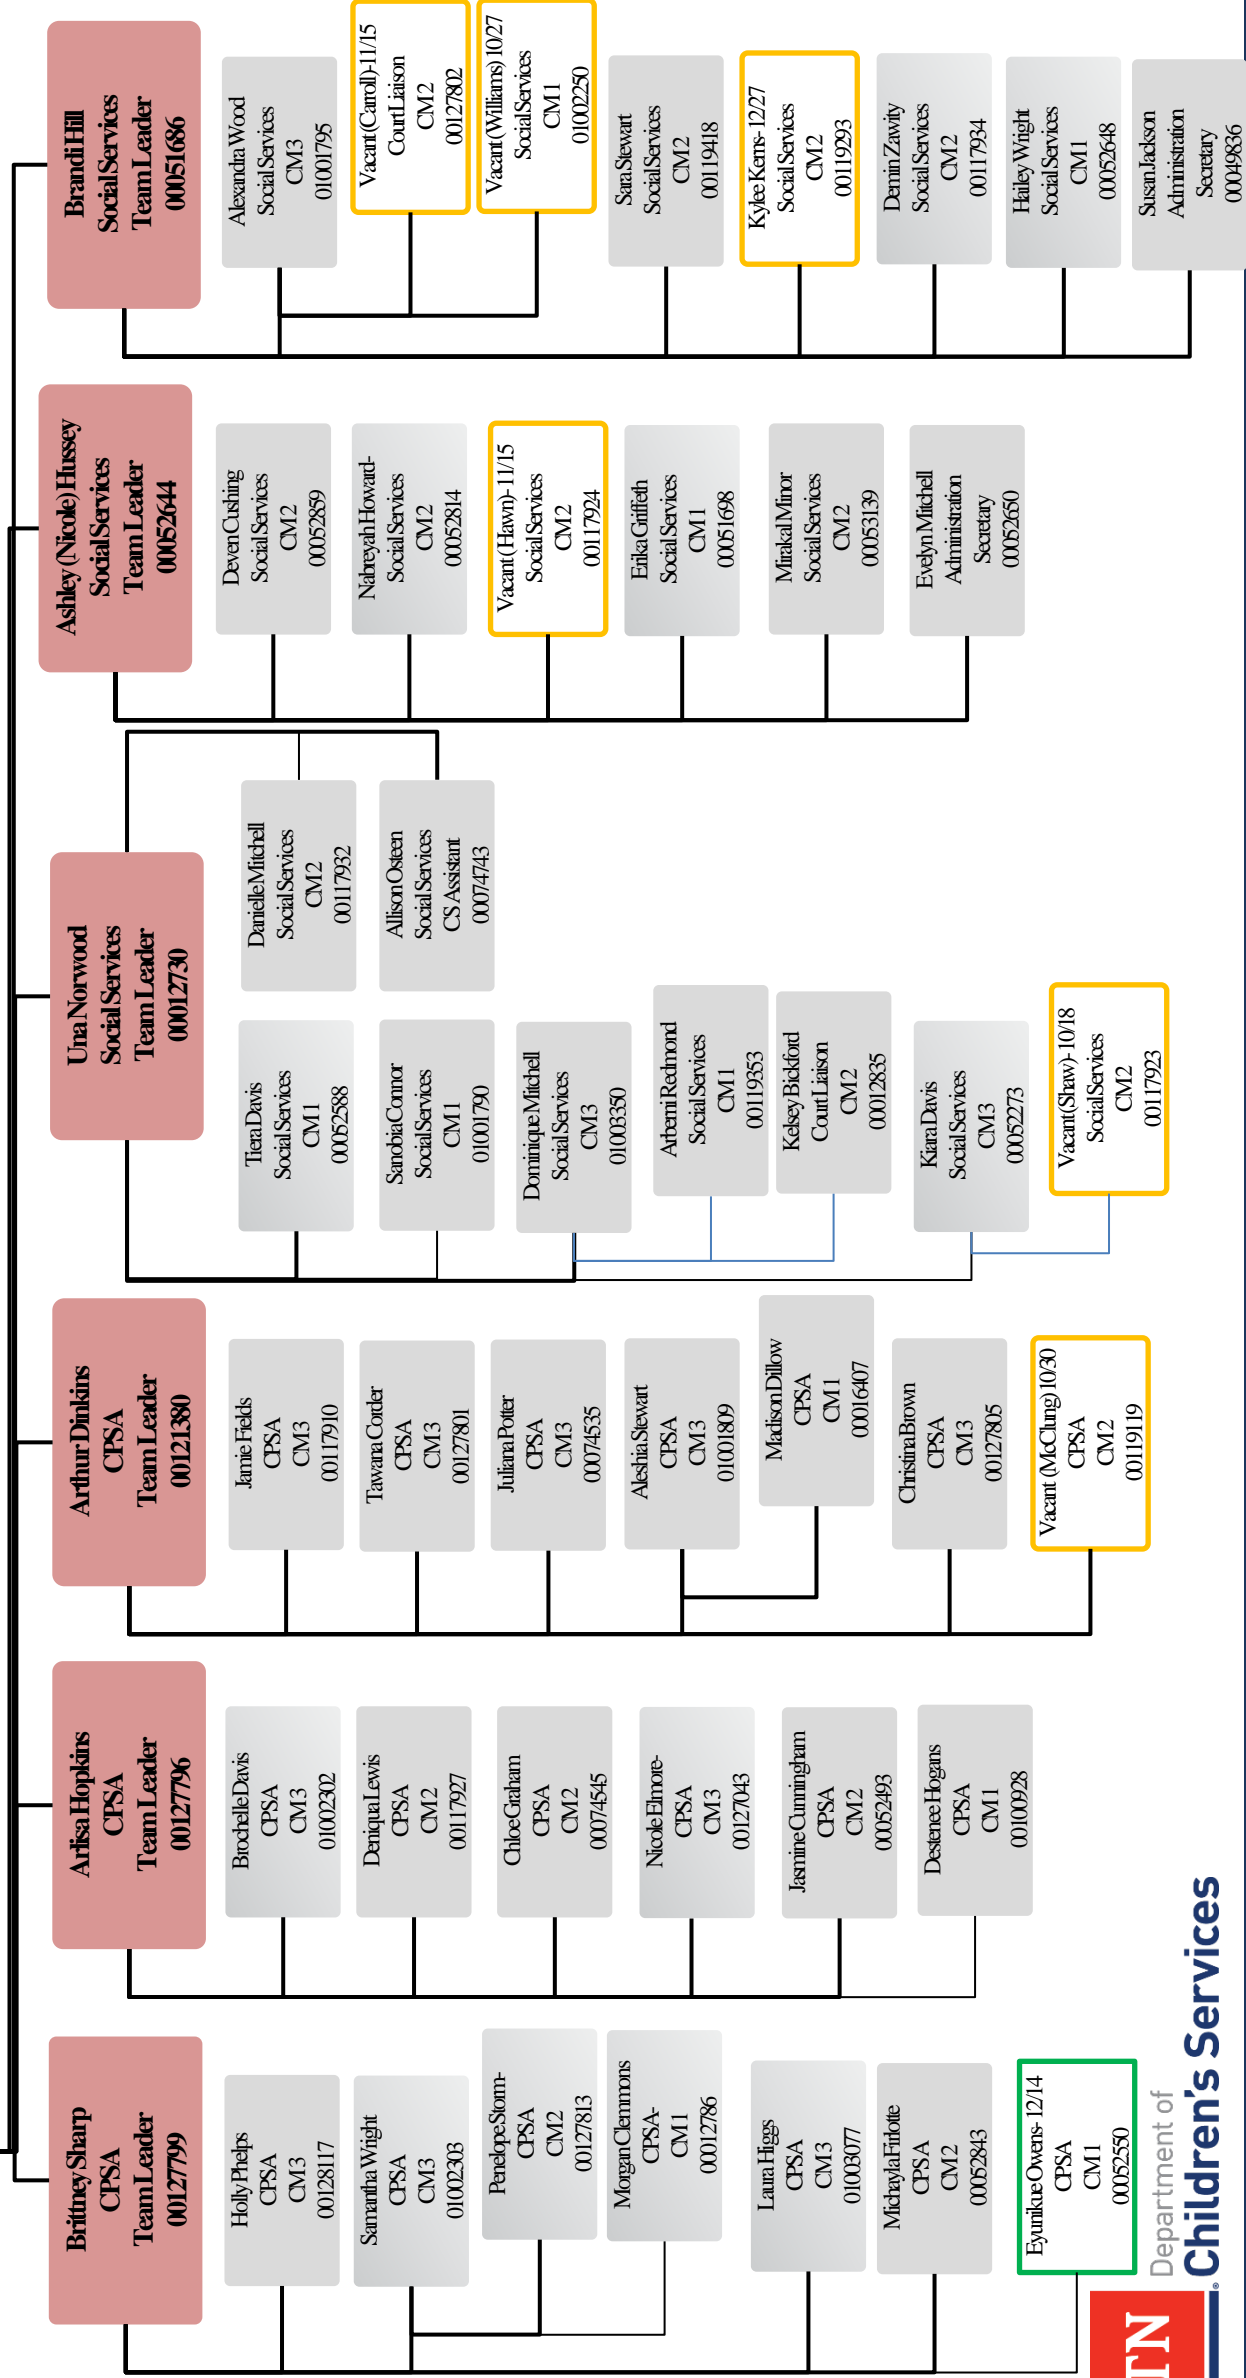 Brittney Sharp
CPSA
Team Leader
00127799
Holly Phelps
CPSA
CM3
00128117
Samantha Wright
CPSA
CM3
01002303
Penelope Storm-
CPSA
CM2
00127813
Morgan Clemmons
CPSA-
CM1
00012786
Laura Higgs
CPSA
CM3
01003077
Michayla Finlotte
CPSA
CM2
00052843
Eyunikue Owens- 12/14
CPSA
CM1
00052550
Arlisa Hopkins
CPSA
Team Leader
00127796
Brochelle Davis
CPSA
CM3
01002302
Deniqua Lewis
CPSA
CM2
00117927
Chloe Graham
CPSA
CM2
00074545
Nicole Elmore-
CPSA
CM3
00127043
Jasmine Cunningham
CPSA
CM2
00052493
Destenee Hogans
CPSA
CM1
00100928
Arthur Dinkins
CPSA
Team Leader
00121380
Jamie Fields
CPSA
CM3
00117910
Tawana Corder
CPSA
CM3
00127801
Juliana Potter
CPSA
CM3
00074535
Aleshia Stewart
CPSA
CM3
01001809
Madison Dillow
CPSA
CM1
00016407
Christina Brown
CPSA
CM3
00127805
Vacant (McClung) 10/30
CPSA
CM2
00119119
Una Norwood
Social Services
Team Leader
00012730
Tiera Davis
Social Services
CM1
00052588
Sanobia Connor
Social Services
CM1
01001790
Dominique Mitchell
Social Services
CM3
01003350
Arberni Redmond
Social Services
CM1
00119353
Kelsey Bickford
Court Liaison
CM2
00012835
Kiara Davis
Social Services
CM3
00052273
Vacant (Shaw)- 10/18
Social Services
CM2
00117923
Danielle Mitchell
Social Services
CM2
00117932
Allison Osteen
Social Services
CS Assistant
00074743
Ashley (Nicole) Hussey
Social Services
Team Leader
00052644
Deven Cushing
Social Services
CM2
00052859
Nabreyah Howard-
Social Services
CM2
00052814
Vacant (Hawn)- 11/15
Social Services
CM2
00117924
Erika Griffeth
Social Services
CM1
00051698
Mirakal Minor
Social Services
CM2
00053139
Evelyn Mitchell
Administration
Secretary
00052650
Brandi Hill
Social Services
Team Leader
00051686
Alexandra Wood
Social Services
CM3
01001795
Vacant (Carroll)-11/15
Court Liaison
CM2
00127802
Vacant (Williams) 10/27
Social Services
CM1
01002250
Sara Stewart
Social Services
CM2
00119418
Kylee Kerns- 12/27
Social Services
CM2
00119293
Demin Zawity
Social Services
CM2
00117934
Hailey Wright
Social Services
CM1
00052648
Susan Jackson
Administration
Secretary
00049836
TN
Department of
Children's Services